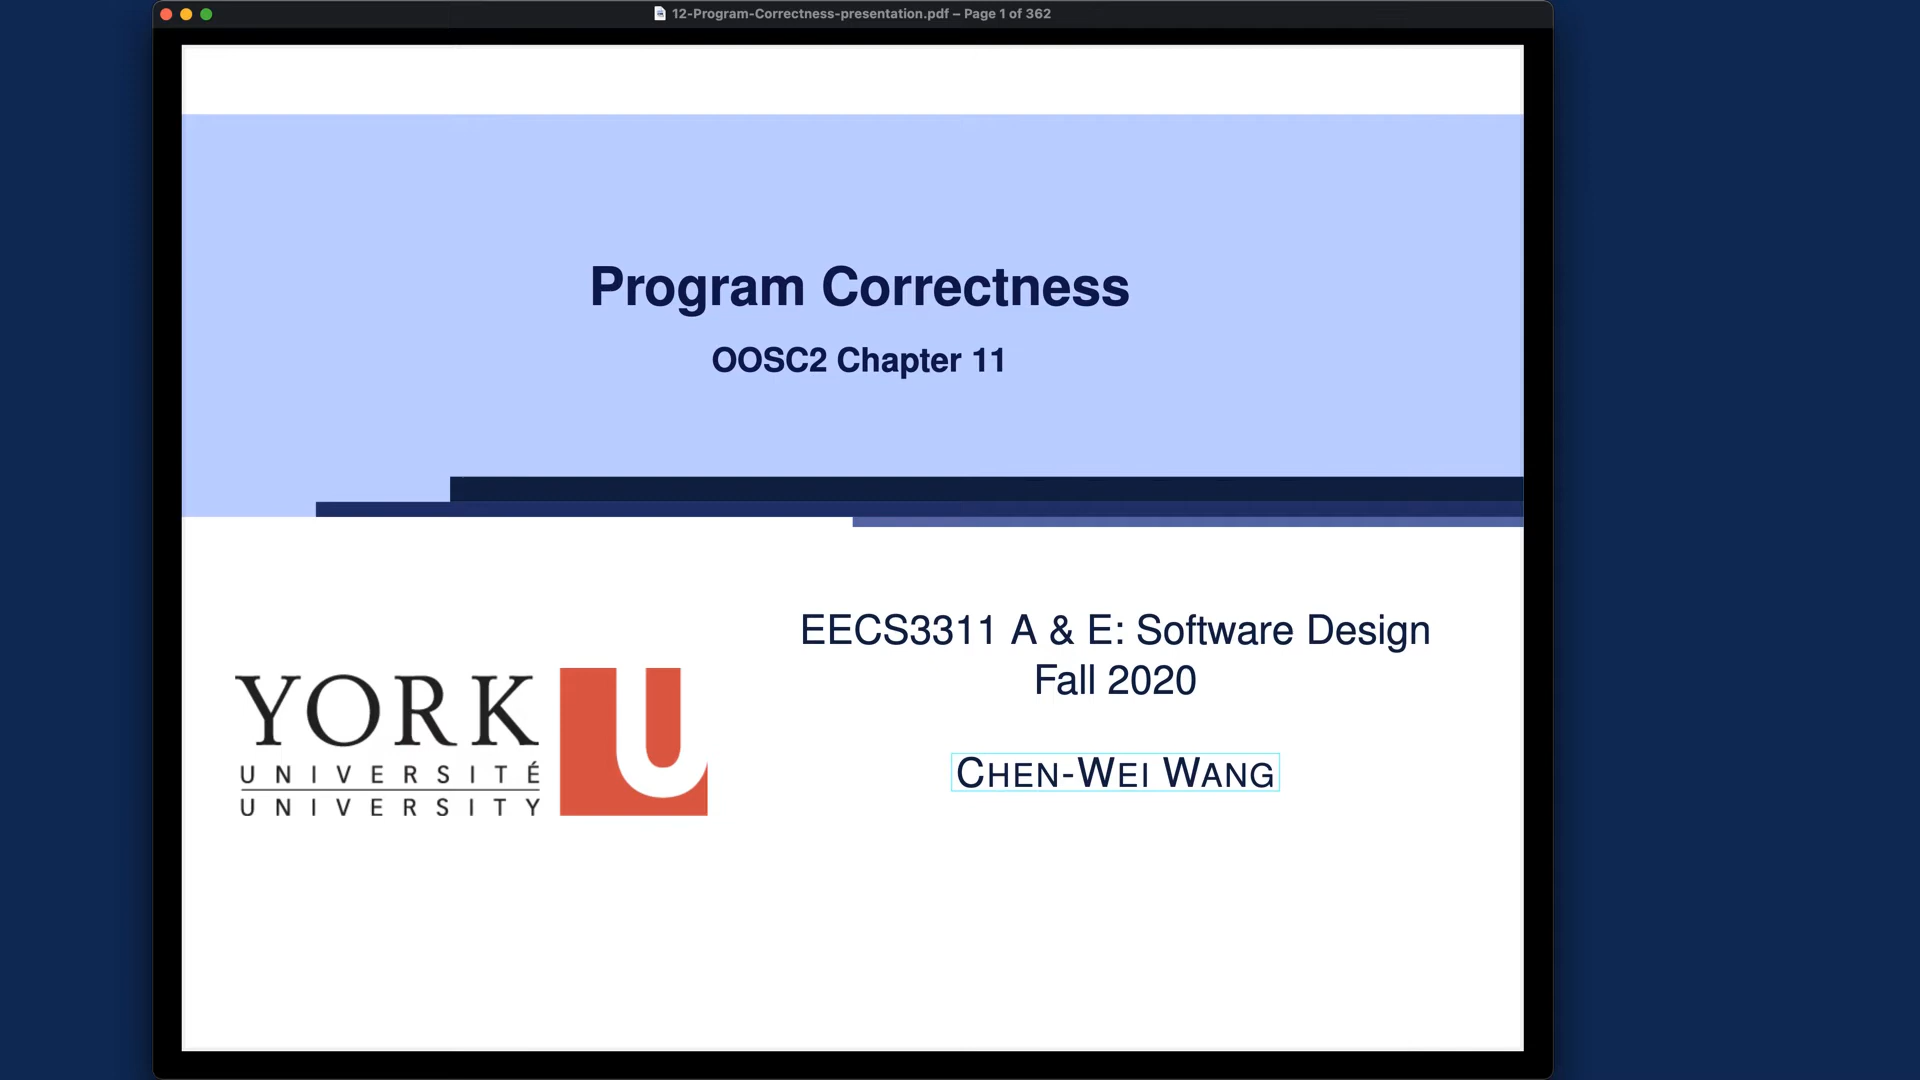 12-Program-Correctness-presentation.pdf – Page 1 of 362
Program Correctness
OOSC2 Chapter 11
EECS3311 A & E: Software Design
Fall 2020
CHEN-WEI WANG
YORK U
UNIVERSITÉ
UNIVERSITY